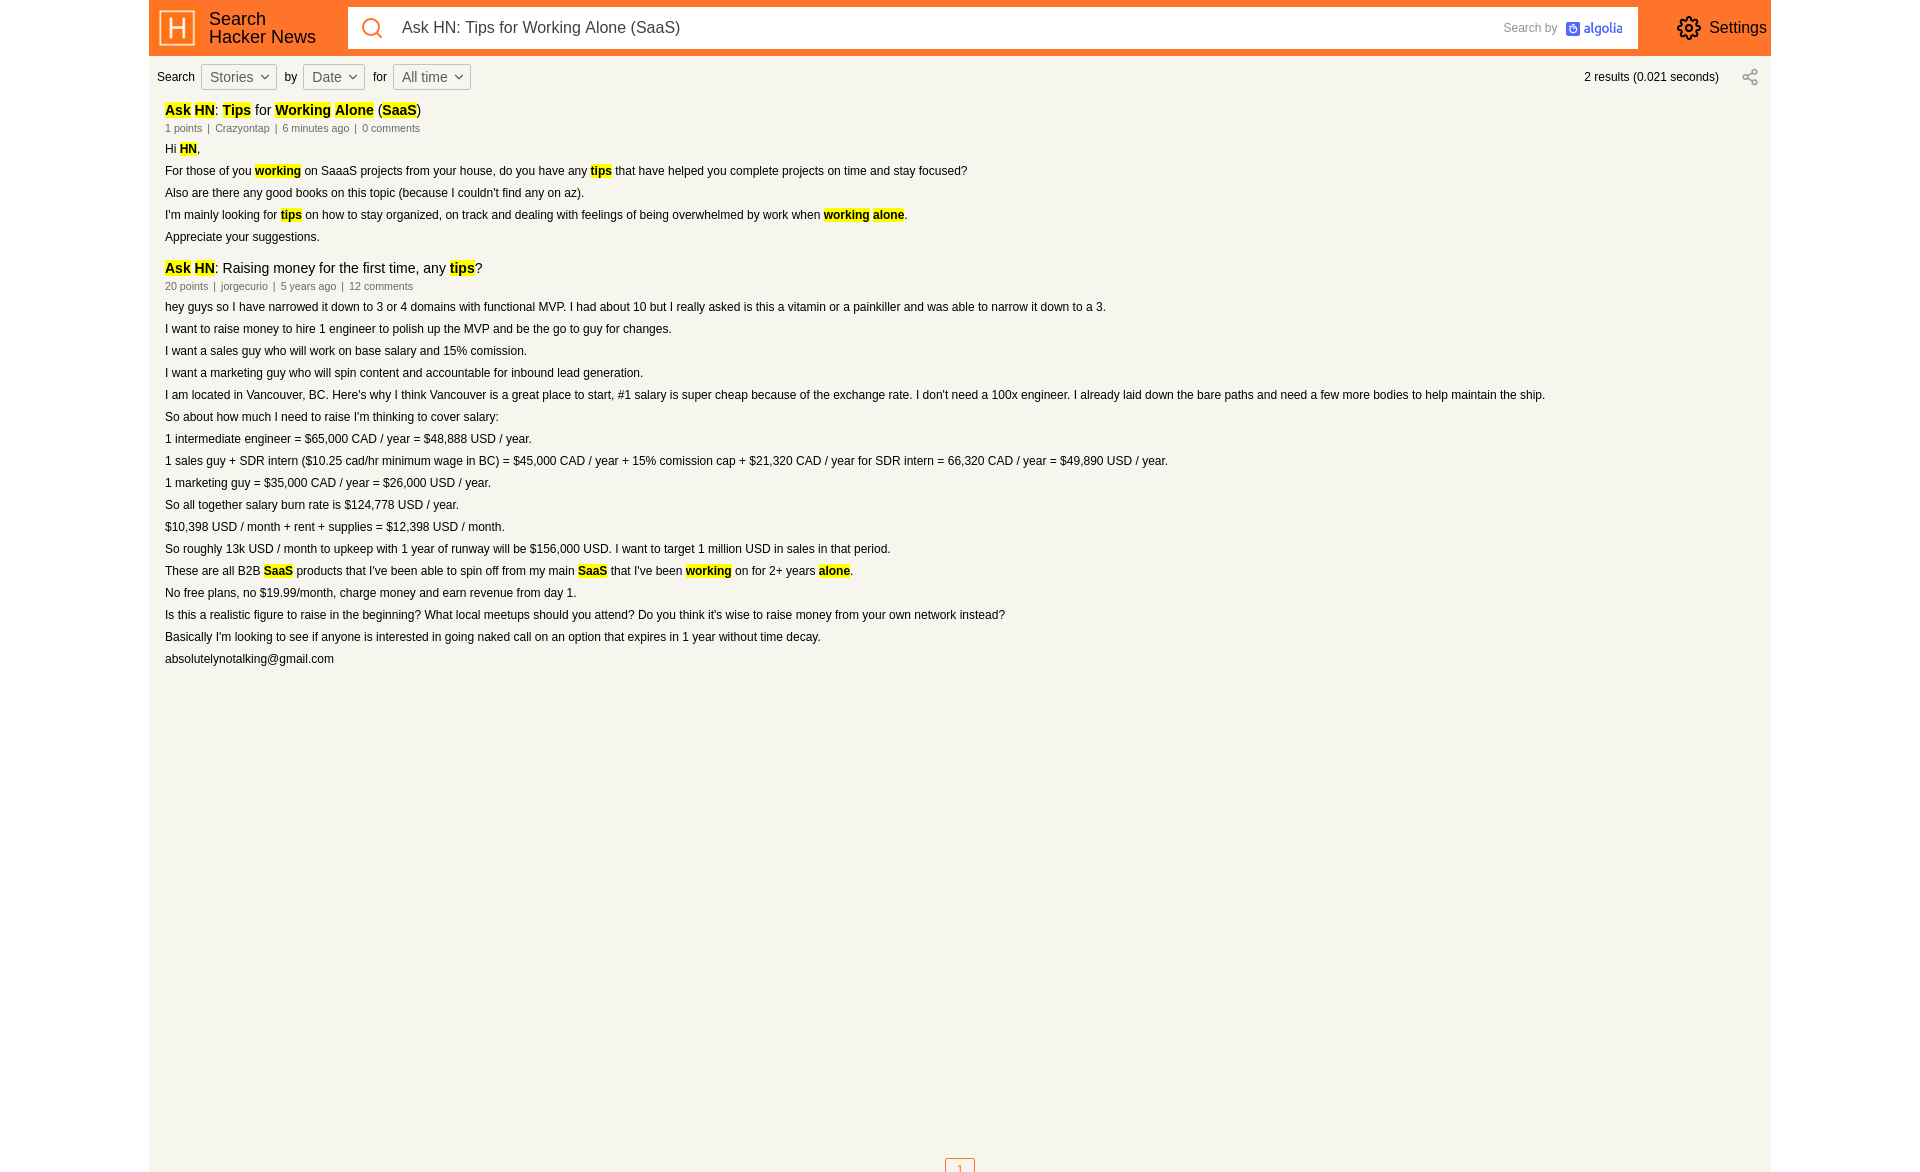 Search
Hacker News
Ask HN: Tips for Working Alone (SaaS)
Search by algolia
Settings
Search Stories by Date for All time
2 results (0.021 seconds)
Ask HN: Tips for Working Alone (SaaS)
1 points | Crazyontap | 6 minutes ago | 0 comments
Hi HN,
For those of you working on SaaaS projects from your house, do you have any tips that have helped you complete projects on time and stay focused?
Also are there any good books on this topic (because I couldn't find any on az).
I'm mainly looking for tips on how to stay organized, on track and dealing with feelings of being overwhelmed by work when working alone.
Appreciate your suggestions.
Ask HN: Raising money for the first time, any tips?
20 points | jorgecurio | 5 years ago | 12 comments
hey guys so I have narrowed it down to 3 or 4 domains with functional MVP. I had about 10 but I really asked is this a vitamin or a painkiller and was able to narrow it down to a 3.
I want to raise money to hire 1 engineer to polish up the MVP and be the go to guy for changes.
I want a sales guy who will work on base salary and 15% comission.
I want a marketing guy who will spin content and accountable for inbound lead generation.
I am located in Vancouver, BC. Here's why I think Vancouver is a great place to start, #1 salary is super cheap because of the exchange rate. I don't need a 100x engineer. I already laid down the bare paths and need a few more bodies to help maintain the ship.
So about how much I need to raise I'm thinking to cover salary:
1 intermediate engineer = $65,000 CAD / year = $48,888 USD / year.
1 sales guy + SDR intern ($10.25 cad/hr minimum wage in BC) = $45,000 CAD / year + 15% comission cap + $21,320 CAD / year for SDR intern = 66,320 CAD / year = $49,890 USD / year.
1 marketing guy = $35,000 CAD / year = $26,000 USD / year.
So all together salary burn rate is $124,778 USD / year.
$10,398 USD / month + rent + supplies = $12,398 USD / month.
So roughly 13k USD / month to upkeep with 1 year of runway will be $156,000 USD. I want to target 1 million USD in sales in that period.
These are all B2B SaaS products that I've been able to spin off from my main SaaS that I've been working on for 2+ years alone.
No free plans, no $19.99/month, charge money and earn revenue from day 1.
Is this a realistic figure to raise in the beginning? What local meetups should you attend? Do you think it's wise to raise money from your own network instead?
Basically I'm looking to see if anyone is interested in going naked call on an option that expires in 1 year without time decay.
absolutelynotalking@gmail.com
1